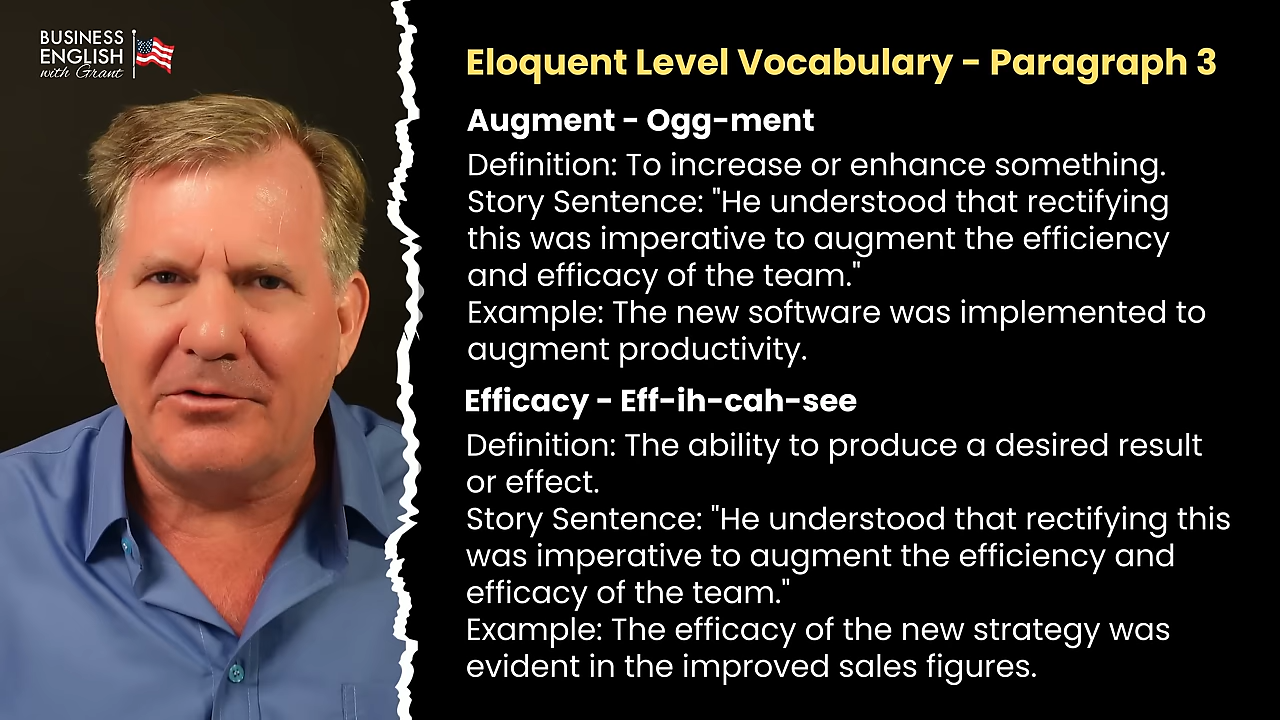 BUSINESS
ENGLISH
with Grant
Eloquent Level Vocabulary - Paragraph 3
Augment - Ogg-ment
Definition: To increase or enhance something.
Story Sentence: "He understood that rectifying
this was imperative to augment the efficiency
and efficacy of the team."
Example: The new software was implemented to
augment productivity.
Efficacy - Eff-ih-cah-see
Definition: The ability to produce a desired result
or effect.
Story Sentence: "He understood that rectifying this
was imperative to augment the efficiency and
efficacy of the team."
Example: The efficacy of the new strategy was
evident in the improved sales figures.